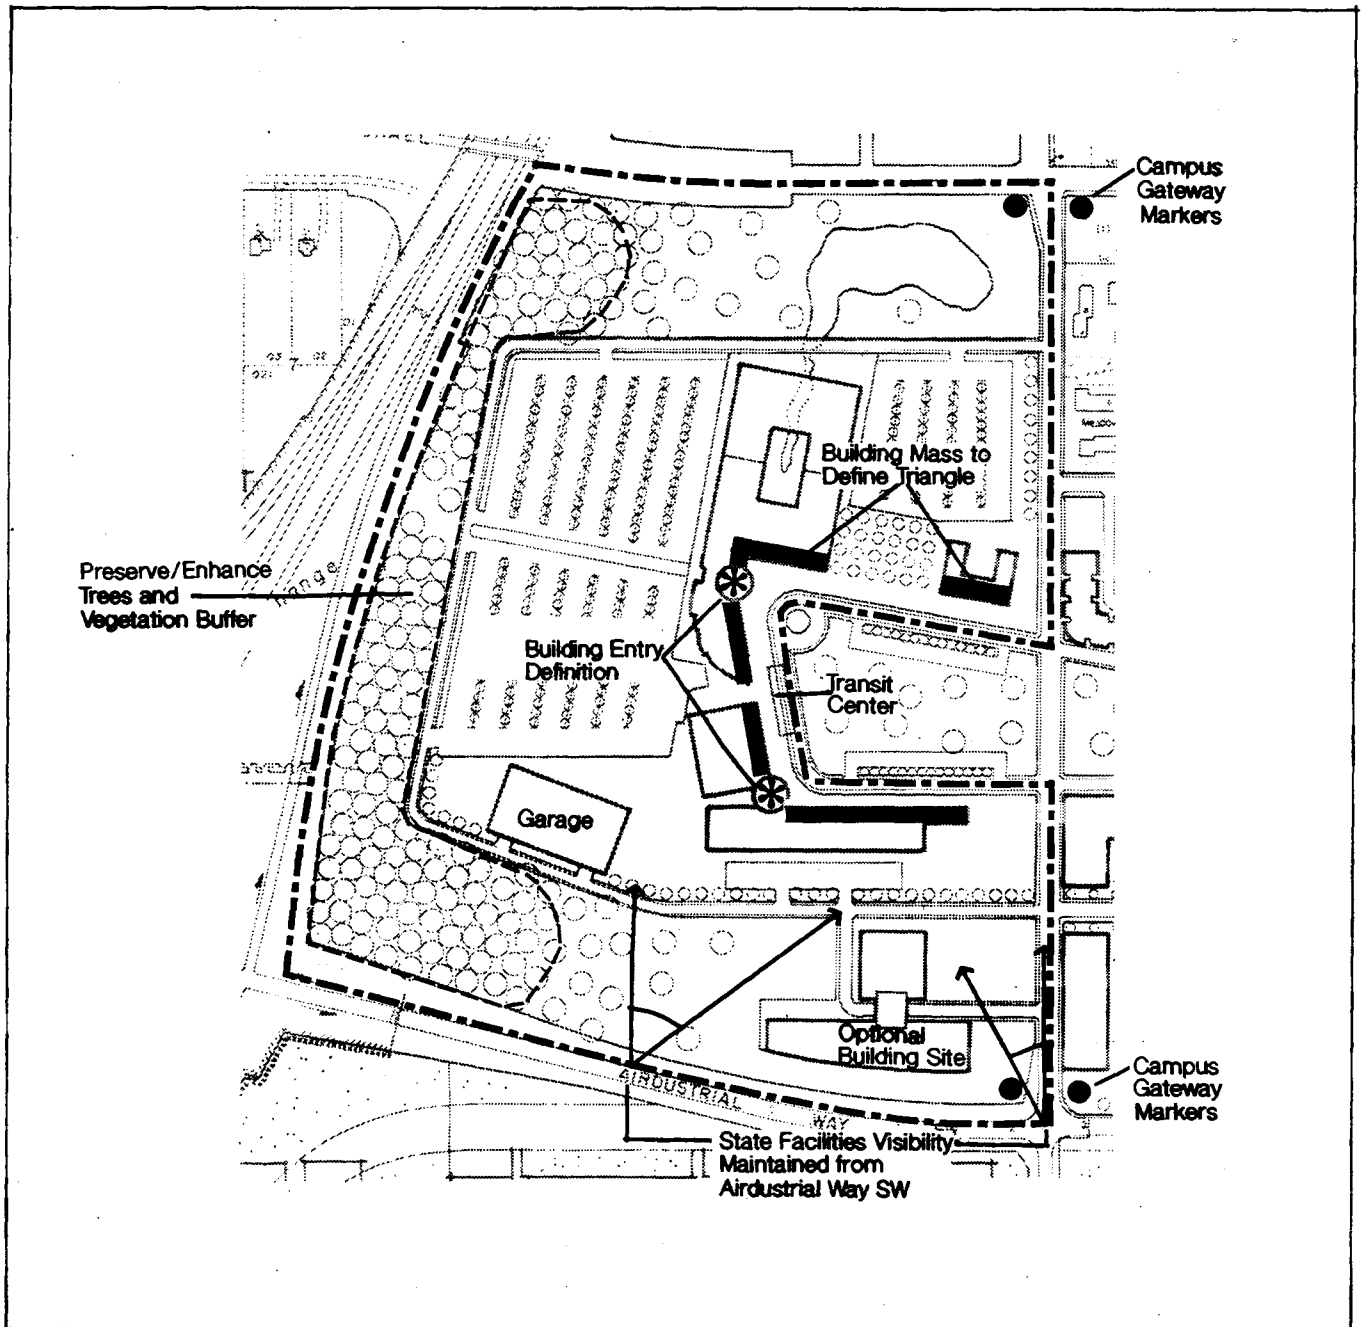 Campus
Gateway
Markers
Building Mass to
Define Triangle
Preserve/Enhance
Trees and
Vegetation Buffer
Range
Building Entry
Definition
Transit
Center
Garage
Optional
Building Site
Campus
Gateway
Markers
AIRDUSTRIAL
WAY
State Facilities Visibility
Maintained from
Airdustrial Way SW